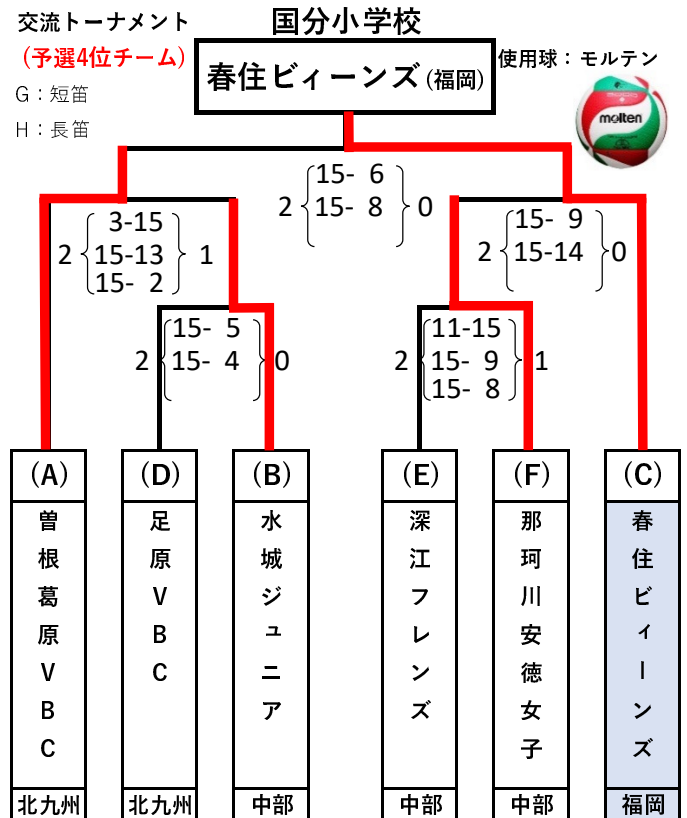 交流トーナメント
国分小学校
(予選4位チーム)
春住ビィーンズ(福岡)
使用球：モルテン
G：短笛
H：長笛
molten
2 15- 6 0
15- 8
2 3-15 1
15-13
15- 2
2 15- 9 0
15-14
2 15- 5 0
15- 4
2 11-15 1
15- 9
15- 8
(A)
曽根葛原VBC
北九州
(D)
足原VBC
北九州
(B)
水城ジュニア
中部
(E)
深江フレンズ
中部
(F)
那珂川安徳女子
中部
(C)
春住ビィーンズ
福岡